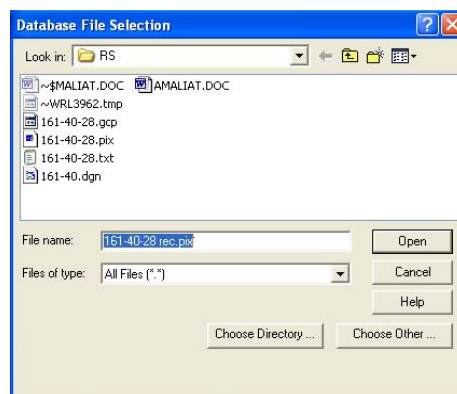 Database File Selection
Look in: RS
~$MALIAT.DOC AMALIAT.DOC
~WRL3962.tmp
161-40-28.gcp
161-40-28.pix
161-40-28.txt
161-40.dgn
File name: 161-40-28 rec.pix Open
Files of type: All Files (*.*) Cancel
Help
Choose Directory ... Choose Other ...